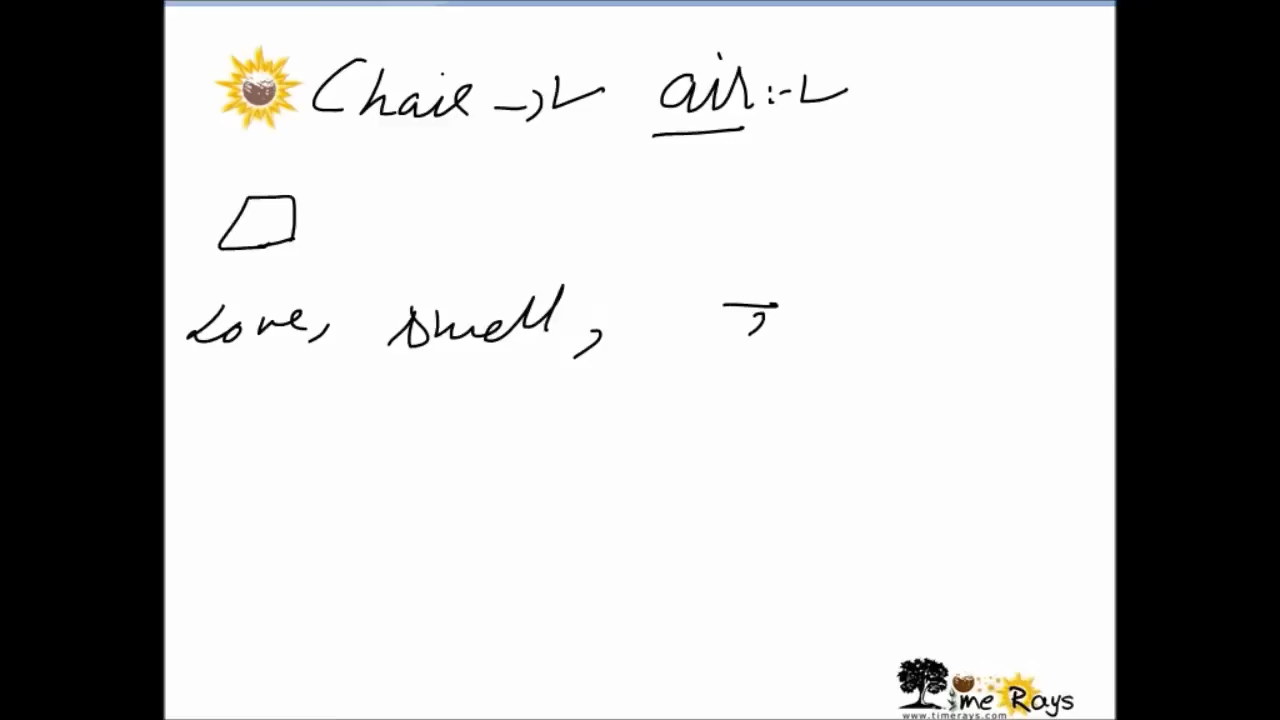 Chair → ✓ air :- ✓
Love, smell,
Time Rays
www.timerays.com